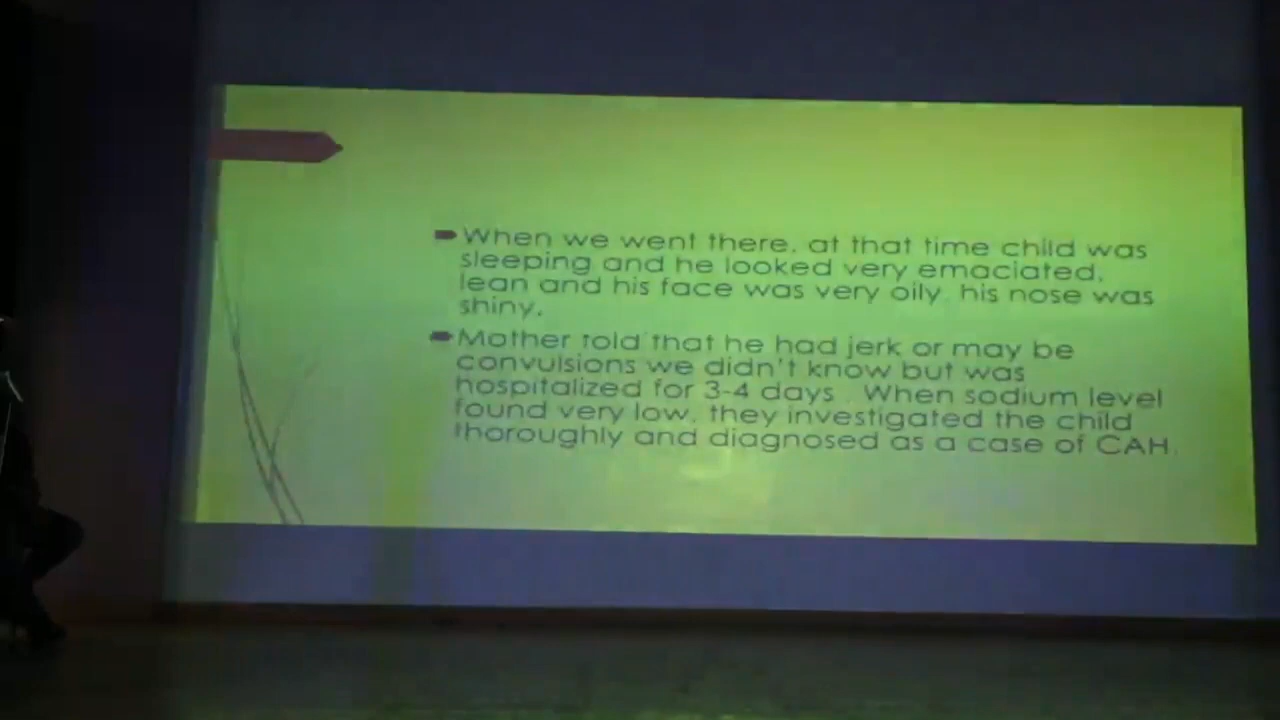 When we went there, at that time child was
sleeping and he looked very emaciated,
lean and his face was very oily, his nose was
shiny.
Mother told that he had jerk or may be
convulsions we didn't know but was
hospitalized for 3-4 days . When sodium level
found very low, they investigated the child
thoroughly and diagnosed as a case of CAH.